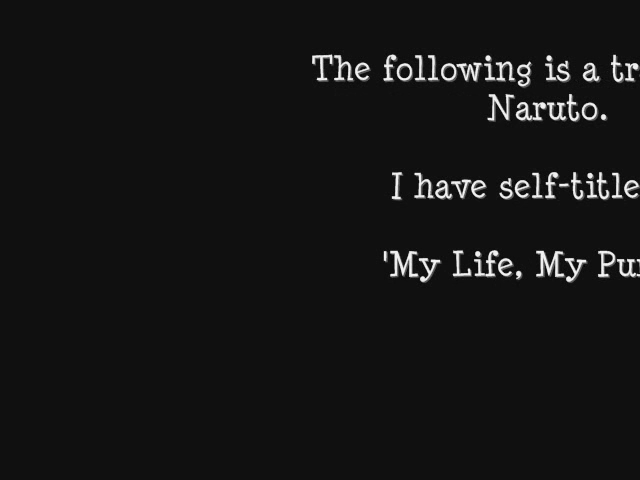 The following is a tr
Naruto.
I have self-title
'My Life, My Pu